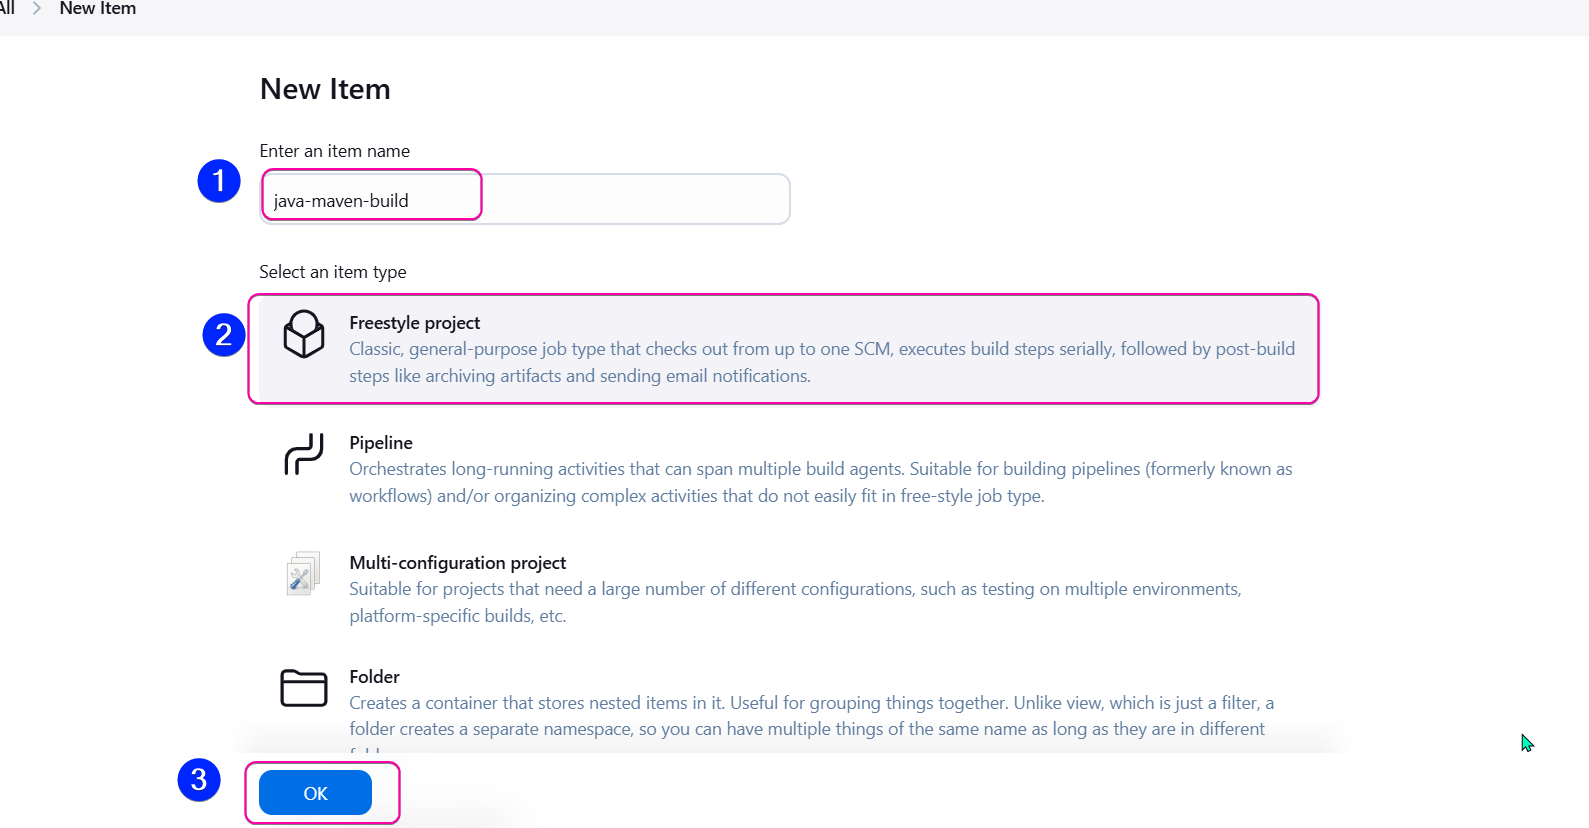 All > New Item
New Item
Enter an item name
1
java-maven-build
Select an item type
2
Freestyle project
Classic, general-purpose job type that checks out from up to one SCM, executes build steps serially, followed by post-build
steps like archiving artifacts and sending email notifications.
Pipeline
Orchestrates long-running activities that can span multiple build agents. Suitable for building pipelines (formerly known as
workflows) and/or organizing complex activities that do not easily fit in free-style job type.
Multi-configuration project
Suitable for projects that need a large number of different configurations, such as testing on multiple environments,
platform-specific builds, etc.
Folder
Creates a container that stores nested items in it. Useful for grouping things together. Unlike view, which is just a filter, a
folder creates a separate namespace, so you can have multiple things of the same name as long as they are in different
3
OK